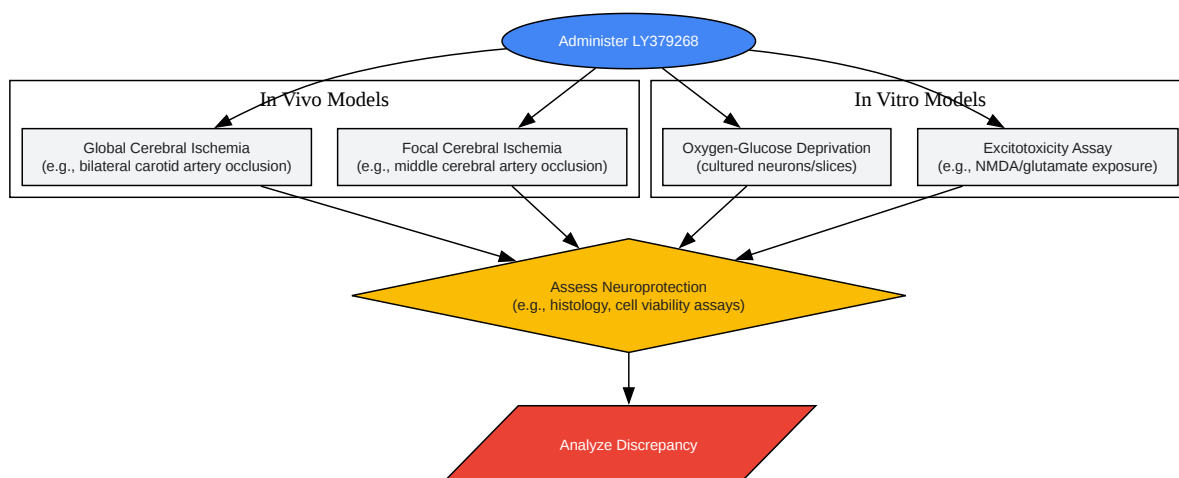 Administer LY379268
In Vivo Models
In Vitro Models
Global Cerebral Ischemia
(e.g., bilateral carotid artery occlusion)
Focal Cerebral Ischemia
(e.g., middle cerebral artery occlusion)
Oxygen-Glucose Deprivation
(cultured neurons/slices)
Excitotoxicity Assay
(e.g., NMDA/glutamate exposure)
Assess Neuroprotection
(e.g., histology, cell viability assays)
Analyze Discrepancy